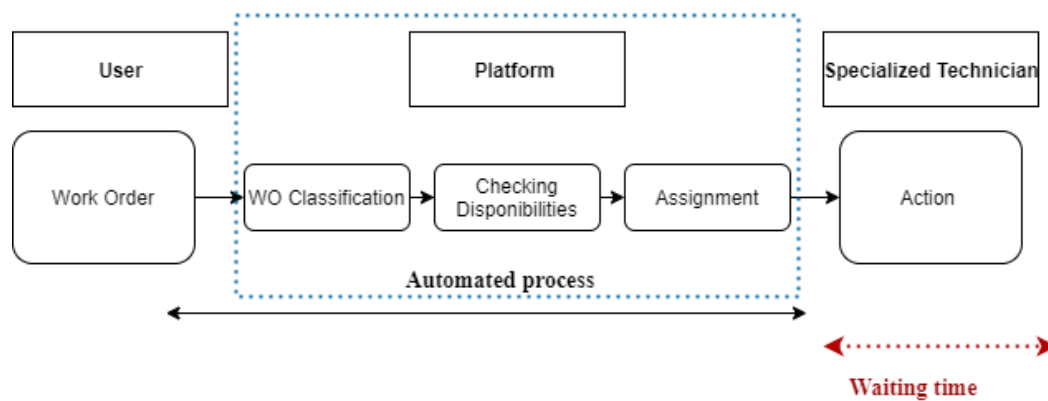 User
Platform
Specialized Technician
Work Order
WO Classification
Checking
Disponibilities
Assignment
Action
Automated process
Waiting time